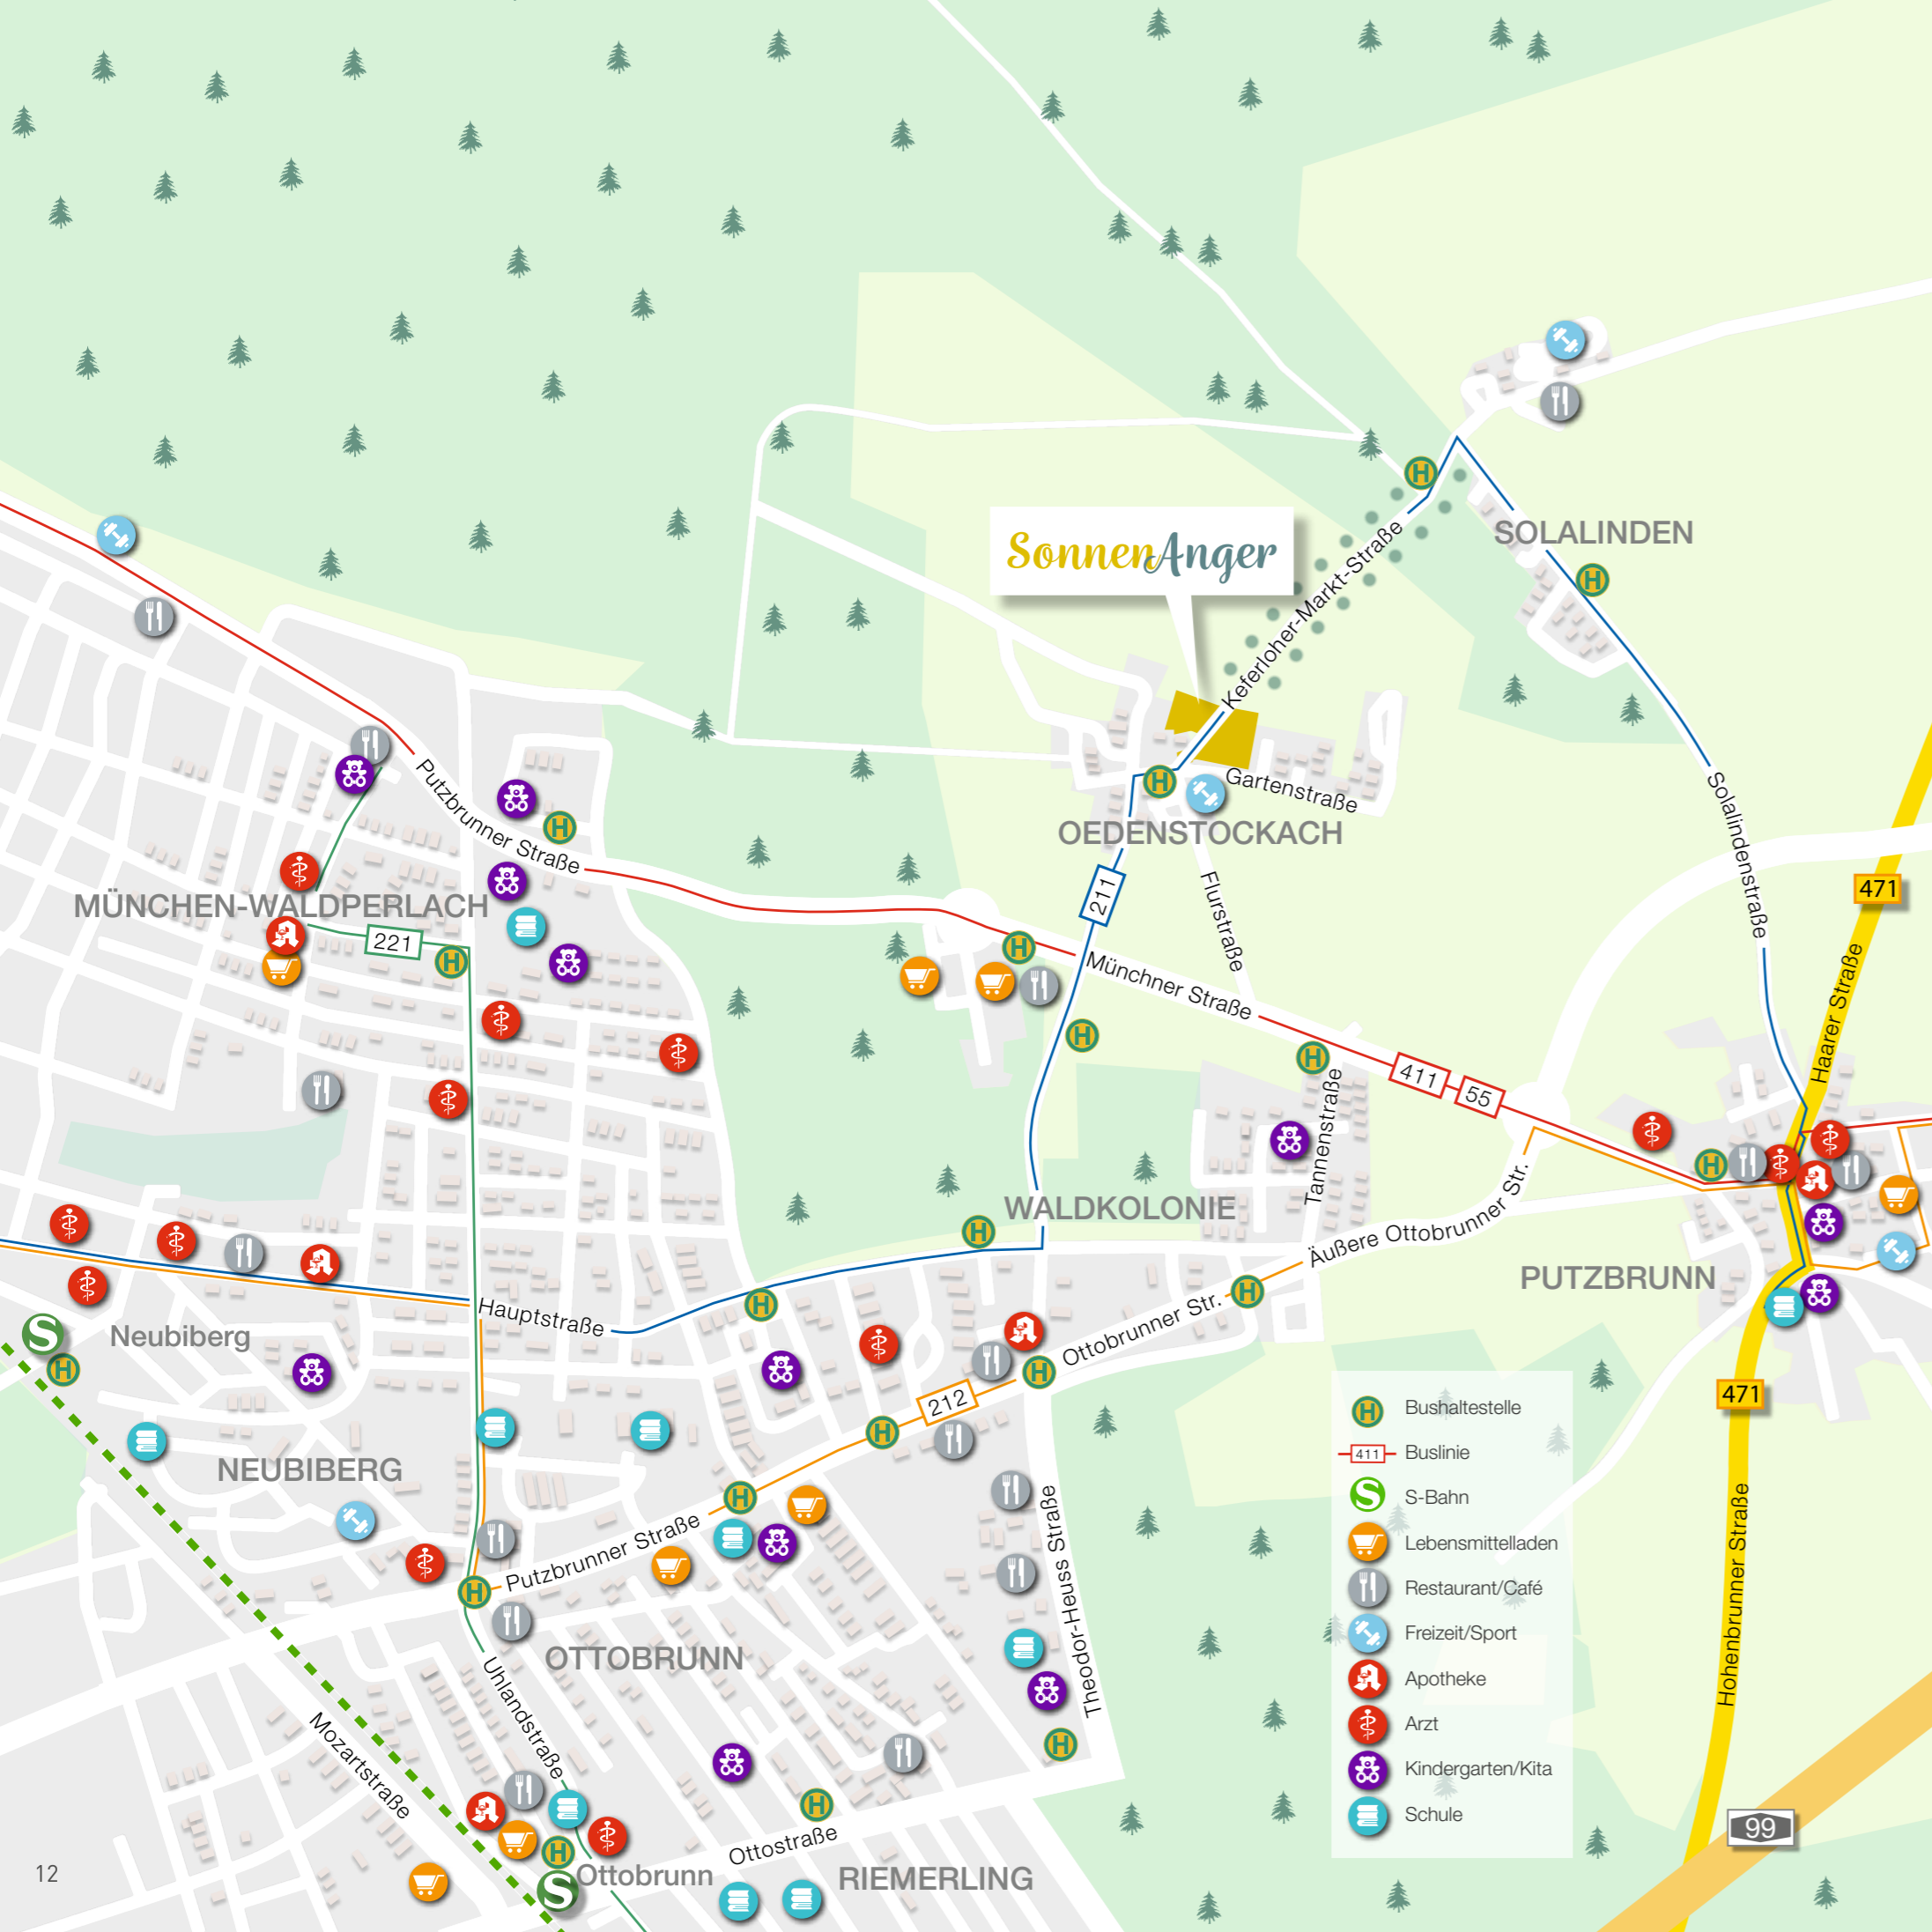 SonnenAnger
SOLALINDEN
Keferloher-Markt-Straße
Gartenstraße
OEDENSTOCKACH
Putzbrunner Straße
Solalindenstraße
471
MÜNCHEN-WALDPERLACH
221
211
Flurstraße
Haarer Straße
Münchner Straße
411
55
Tannenstraße
WALDKOLONIE
Äußere Ottobrunner Str.
PUTZBRUNN
Hauptstraße
Ottobrunner Str.
S
Neubiberg
212
471
NEUBIBERG
Putzbrunner Straße
Theodor-Heuss Straße
Hohenbrunner Straße
OTTOBRUNN
Uhlandstraße
Mozartstraße
Ottostraße
S
Ottobrunn
RIEMERLING
99
H Bushaltestelle
411 Buslinie
S S-Bahn
Lebensmittelladen
Restaurant/Café
Freizeit/Sport
Apotheke
Arzt
Kindergarten/Kita
Schule
12